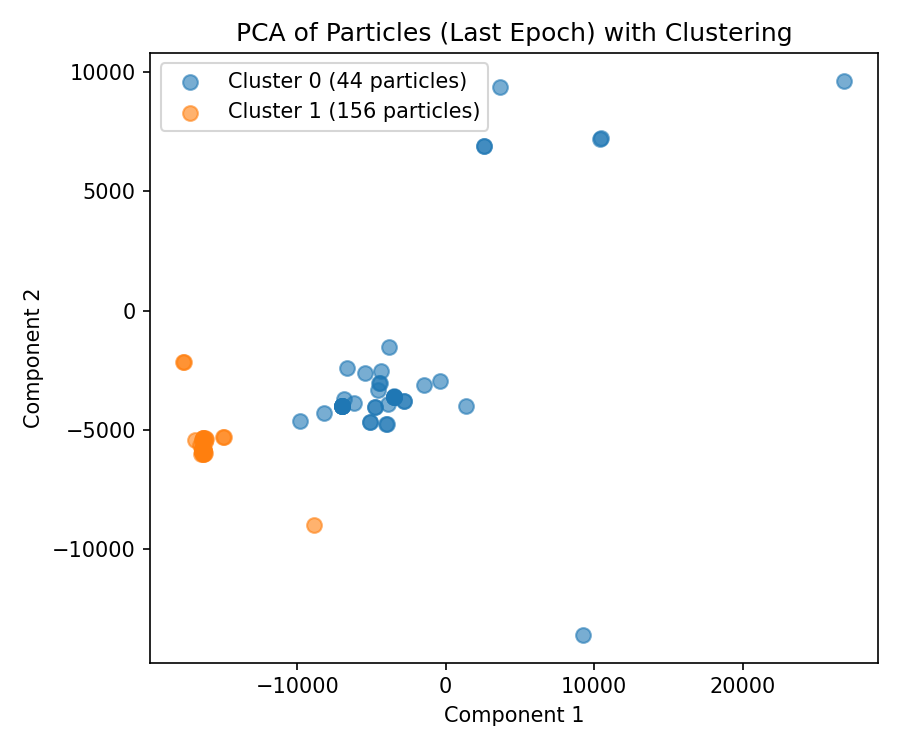 PCA of Particles (Last Epoch) with Clustering
Cluster 0 (44 particles)
Cluster 1 (156 particles)
10000
5000
0
−5000
−10000
Component 2
−10000
0
10000
20000
Component 1